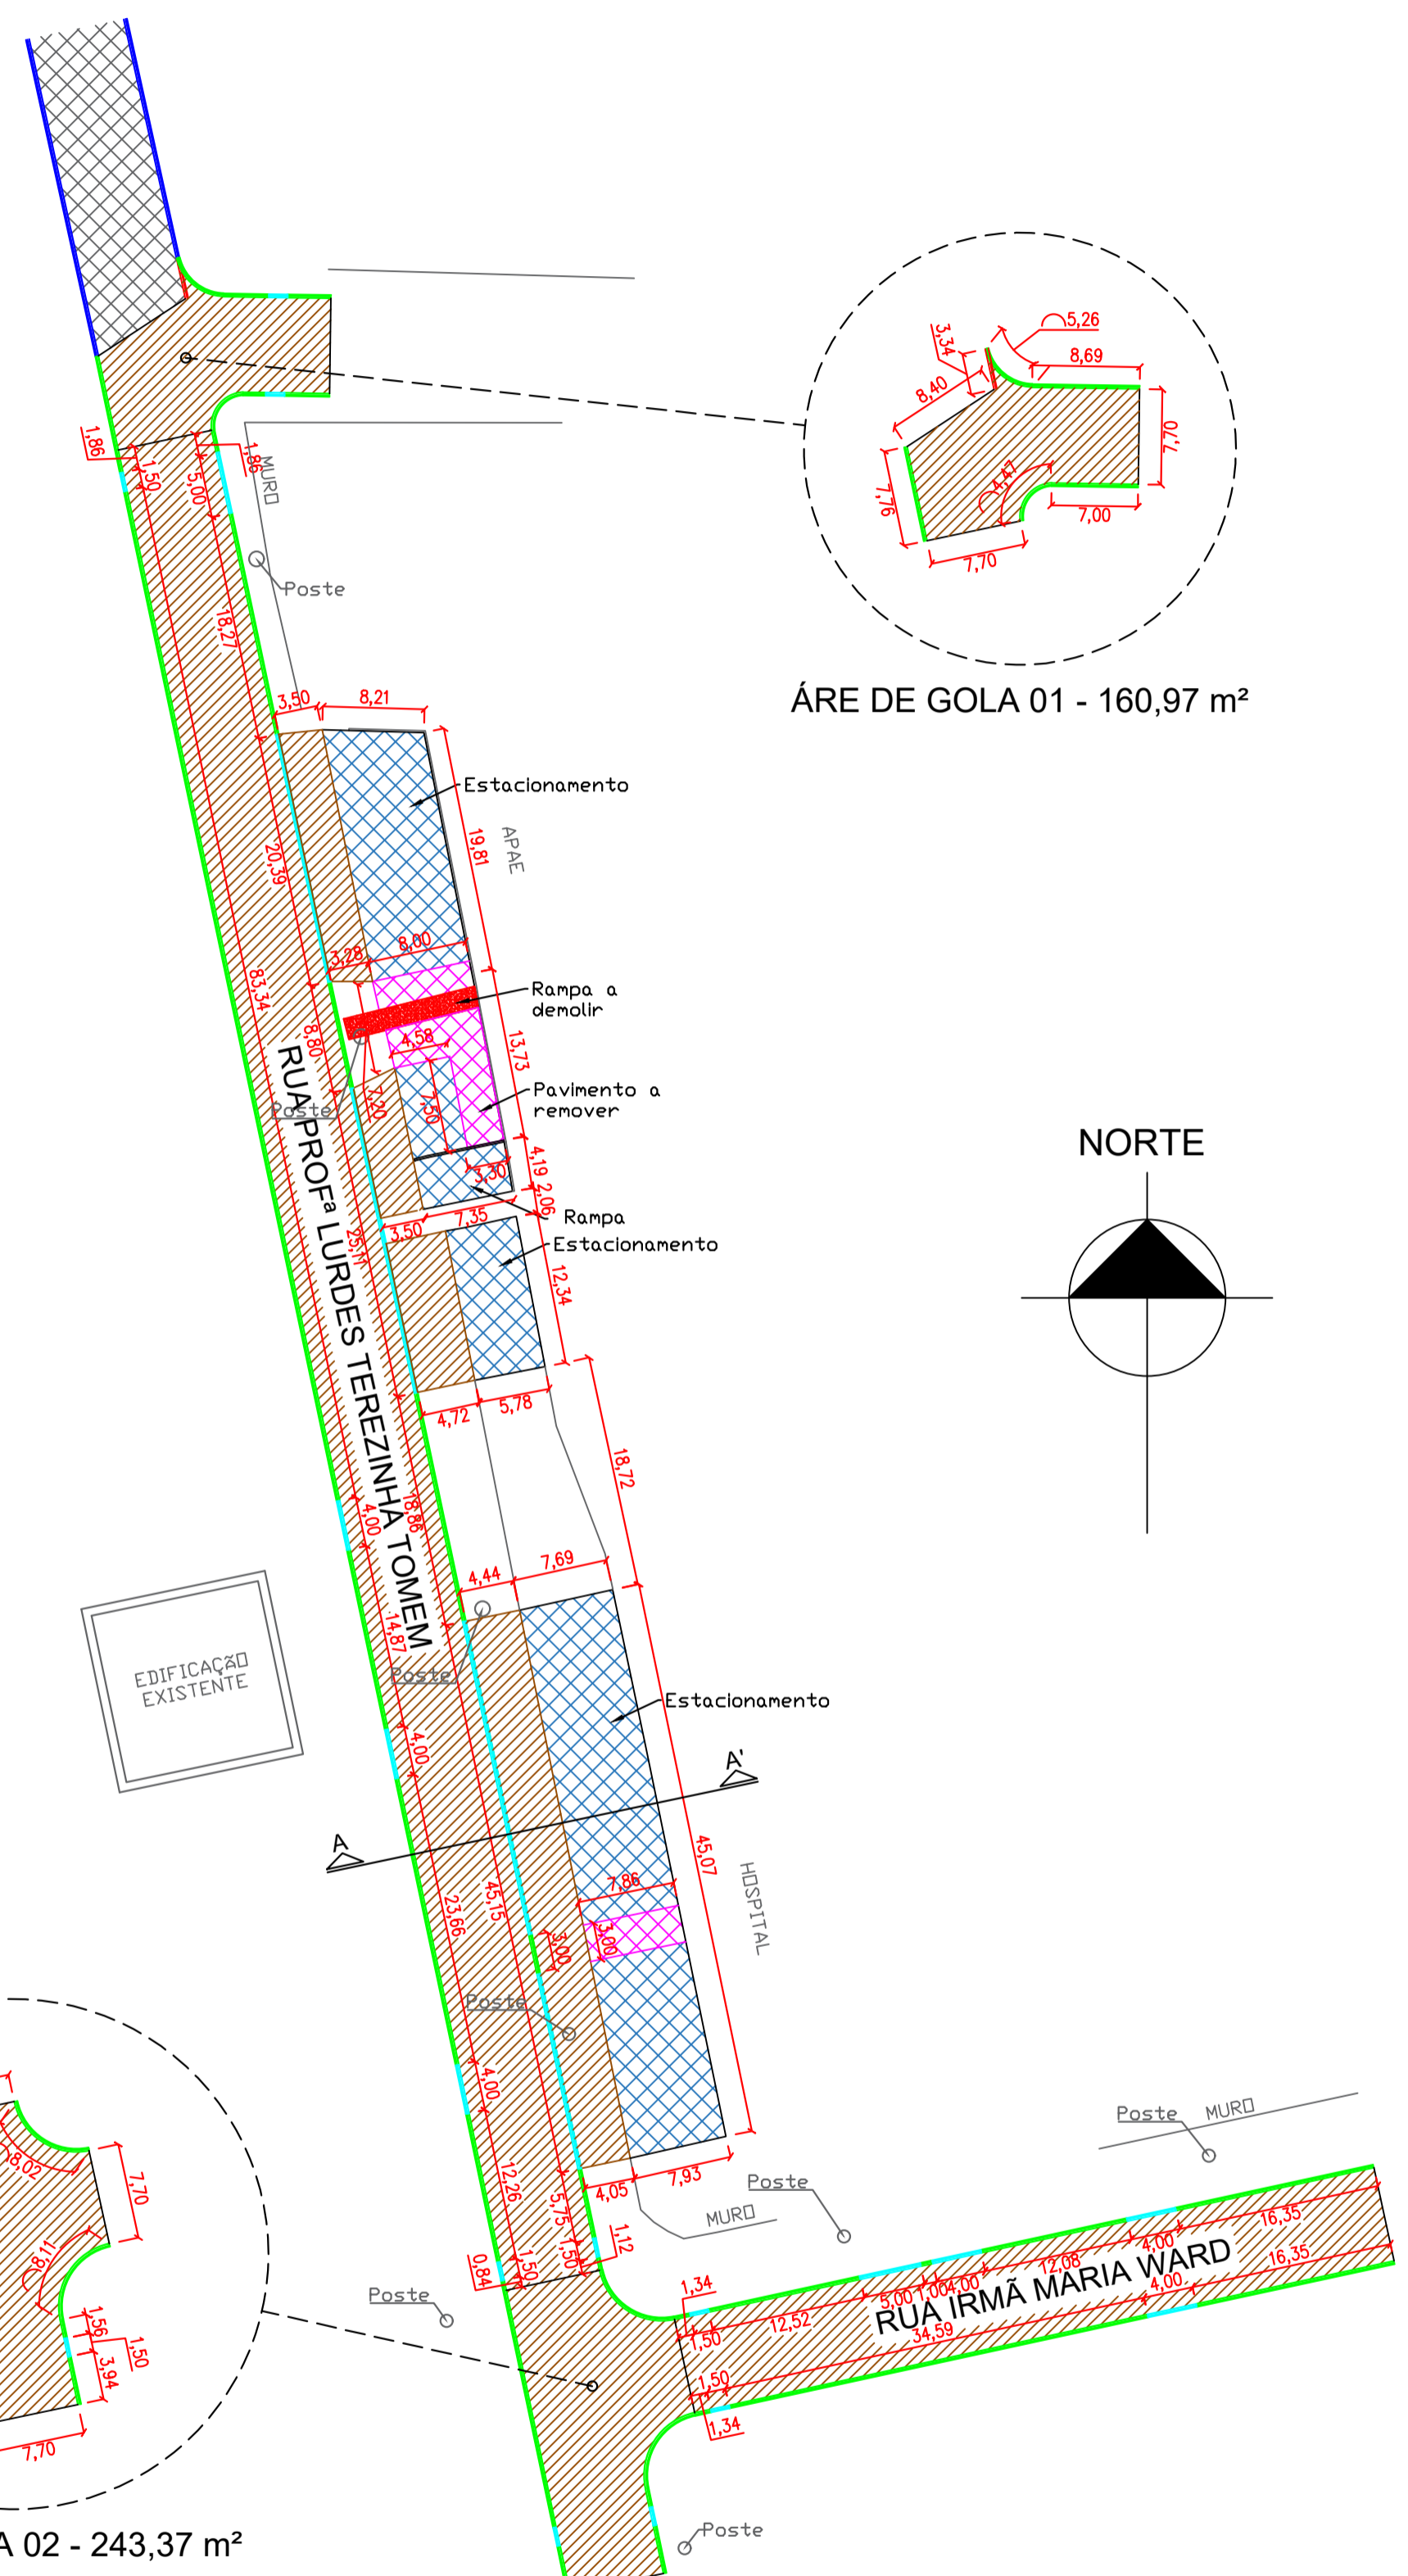 5,26
3,34
8,69
8,40
7,70
4,47
7,76
7,00
7,70
ÁRE DE GOLA 01 - 160,97 m²
1,86
1,50
5,00
1,86
MURO
Poste
18,27
3,50
8,21
Estacionamento
19,81
APAE
20,39
3,28
8,00
83,34
Rampa a
demolir
8,80
4,58
13,73
Pavimento a
remover
Poste
7,20
7,50
4,19
3,30
2,06
Rampa
3,50
7,35
Estacionamento
25,11
12,34
NORTE
RUA PROFª LURDES TEREZINHA TOMEM
4,72
5,78
18,72
4,00
18,86
4,44
7,69
14,87
Poste
EDIFICAÇÃO
EXISTENTE
Estacionamento
4,00
A'
A
45,07
HOSPITAL
7,86
23,66
45,15
3,00
3,00
Poste
4,00
12,26
5,75
4,05
7,93
MURO
Poste
Poste
MURO
1,12
1,50
1,50
0,84
Poste
1,34
1,50
12,52
5,00
1,00
4,00
12,08
4,00
16,35
RUA IRMÃ MARIA WARD
34,59
4,00
16,35
1,50
1,34
Poste
8,02
7,70
8,11
1,56
1,50
3,94
7,70
A 02 - 243,37 m²